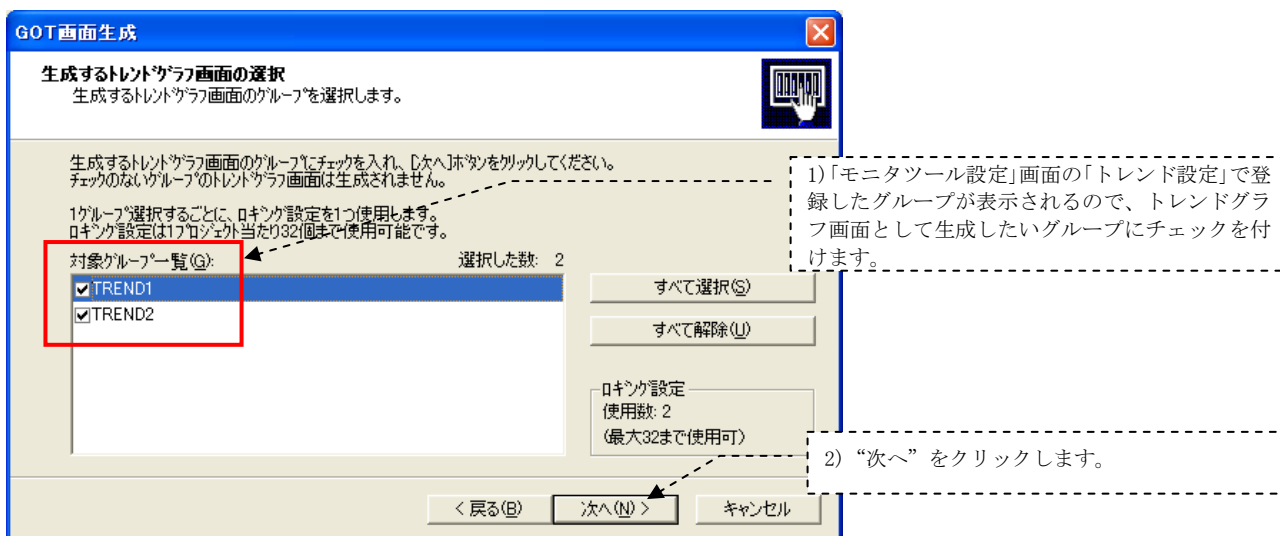 GOT画面生成
生成するトレンドグラフ画面の選択
生成するトレンドグラフ画面のグループを選択します。
生成するトレンドグラフ画面のグループにチェックを入れ、[次へ]ボタンをクリックしてください。
チェックのないグループのトレンドグラフ画面は生成されません。
1グループ選択するごとに、ロギング設定を1つ使用します。
ロギング設定は1プロジェクト当たり32個まで使用可能です。
対象グループ一覧(G):
選択した数: 2
TREND1
TREND2
すべて選択(S)
すべて解除(U)
ロギング設定
使用数: 2
(最大32まで使用可)
< 戻る(B)
次へ(N) >
キャンセル
1)「モニタツール設定」画面の「トレンド設定」で登
録したグループが表示されるので、トレンドグラ
フ画面として生成したいグループにチェックを付
けます。
2) “次へ” をクリックします。